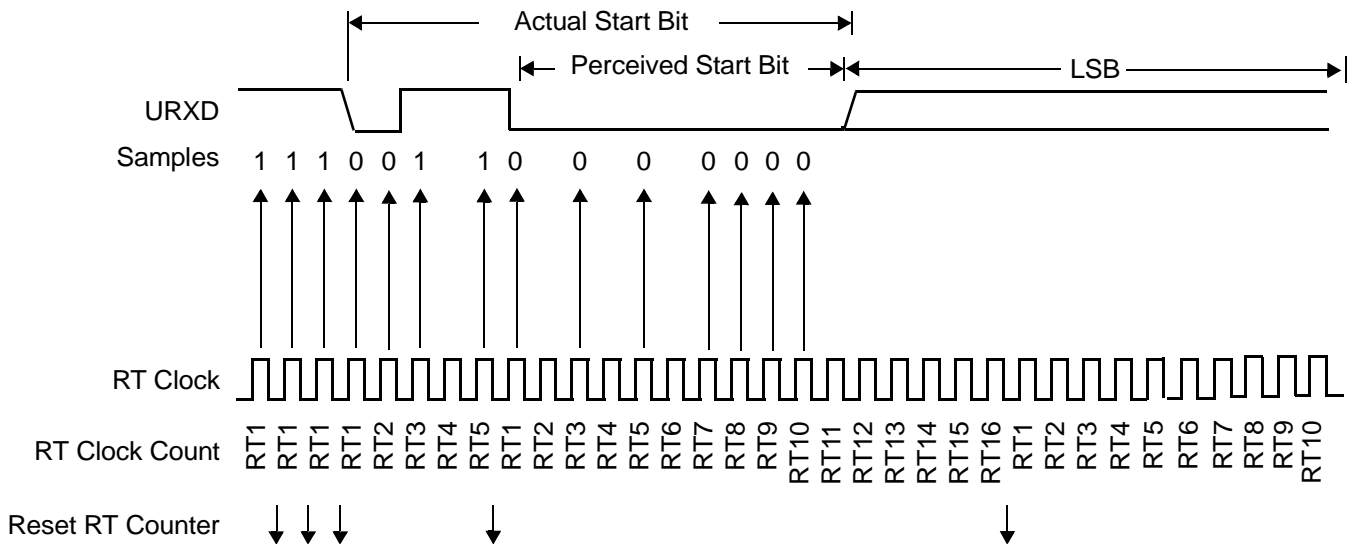 Actual Start Bit
Perceived Start Bit LSB
URXD
Samples 1 1 1 0 0 1 1 0 0 0 0 0 0 0
RT Clock
RT Clock Count RT1 RT1 RT1 RT1 RT2 RT3 RT4 RT5 RT1 RT2 RT3 RT4 RT5 RT6 RT7 RT8 RT9 RT10 RT11 RT12 RT13 RT14 RT15 RT16 RT1 RT2 RT3 RT4 RT5 RT6 RT7 RT8 RT9 RT10
Reset RT Counter